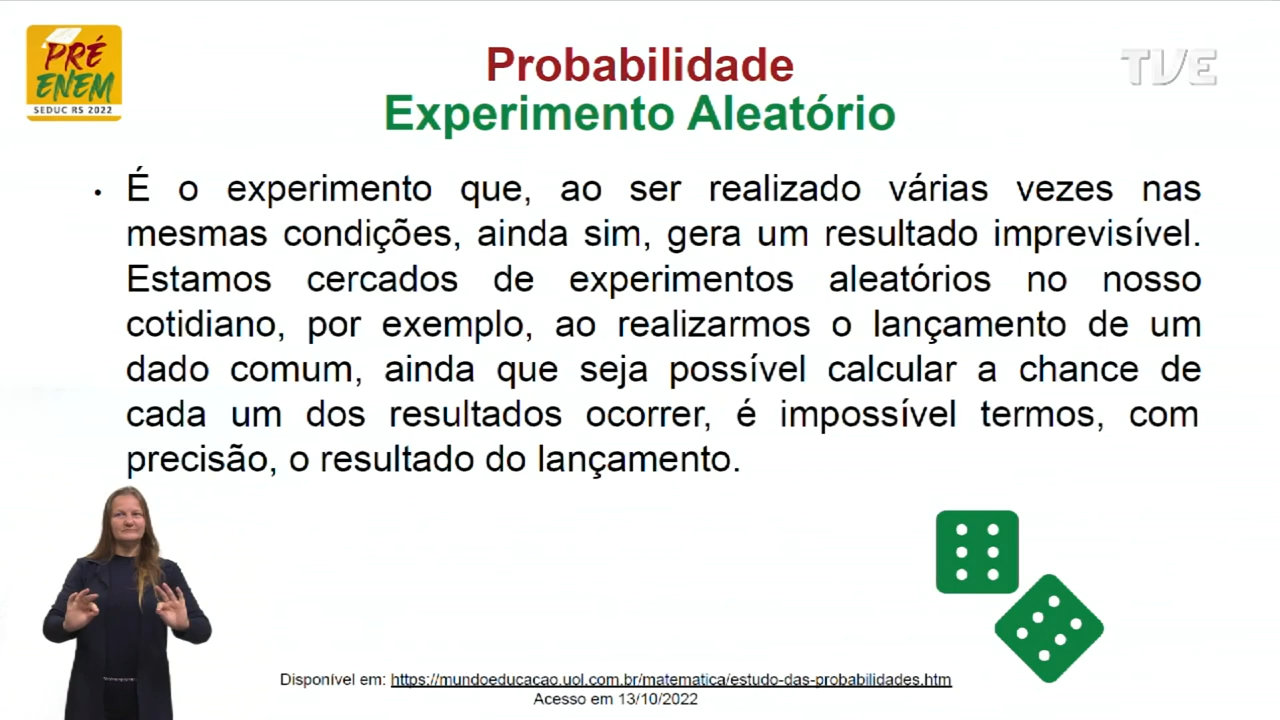 PRÉ
ENEM
SEDUC RS 2022
Probabilidade
TVE
Experimento Aleatório
• É o experimento que, ao ser realizado várias vezes nas
mesmas condições, ainda sim, gera um resultado imprevisível.
Estamos cercados de experimentos aleatórios no nosso
cotidiano, por exemplo, ao realizarmos o lançamento de um
dado comum, ainda que seja possível calcular a chance de
cada um dos resultados ocorrer, é impossível termos, com
precisão, o resultado do lançamento.
Disponível em: https://mundoeducacao.uol.com.br/matematica/estudo-das-probabilidades.htm
Acesso em 13/10/2022